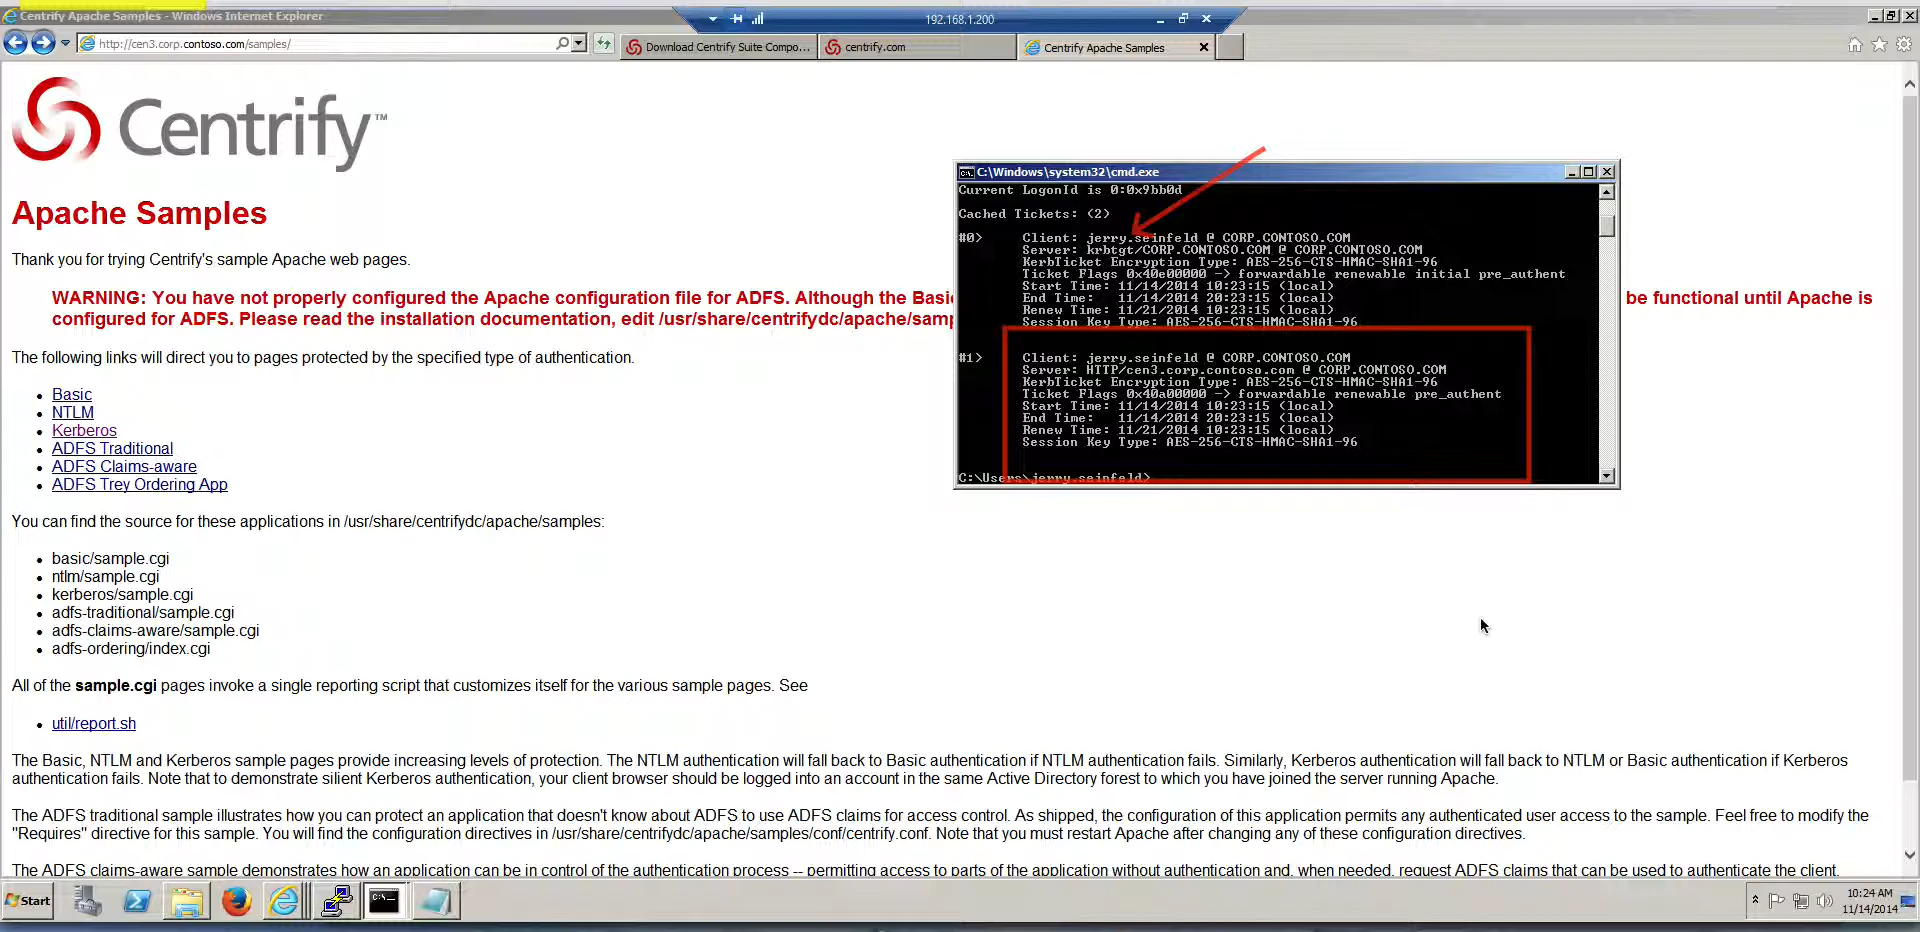 Centrify Apache Samples - Windows Internet Explorer
192.168.1.200
http://cen3.corp.contoso.com/samples/
Download Centrify Suite Compo...
centrify.com
Centrify Apache Samples
Centrify™
Apache Samples
Thank you for trying Centrify's sample Apache web pages.
WARNING: You have not properly configured the Apache configuration file for ADFS. Although the Basic
be functional until Apache is
configured for ADFS. Please read the installation documentation, edit /usr/share/centrifydc/apache/samp
The following links will direct you to pages protected by the specified type of authentication.
Basic
NTLM
Kerberos
ADFS Traditional
ADFS Claims-aware
ADFS Trey Ordering App
You can find the source for these applications in /usr/share/centrifydc/apache/samples:
basic/sample.cgi
ntlm/sample.cgi
kerberos/sample.cgi
adfs-traditional/sample.cgi
adfs-claims-aware/sample.cgi
adfs-ordering/index.cgi
All of the sample.cgi pages invoke a single reporting script that customizes itself for the various sample pages. See
util/report.sh
The Basic, NTLM and Kerberos sample pages provide increasing levels of protection. The NTLM authentication will fall back to Basic authentication if NTLM authentication fails. Similarly, Kerberos authentication will fall back to NTLM or Basic authentication if Kerberos
authentication fails. Note that to demonstrate silient Kerberos authentication, your client browser should be logged into an account in the same Active Directory forest to which you have joined the server running Apache.
The ADFS traditional sample illustrates how you can protect an application that doesn't know about ADFS to use ADFS claims for access control. As shipped, the configuration of this application permits any authenticated user access to the sample. Feel free to modify the
"Requires" directive for this sample. You will find the configuration directives in /usr/share/centrifydc/apache/samples/conf/centrify.conf. Note that you must restart Apache after changing any of these configuration directives.
The ADFS claims-aware sample demonstrates how an application can be in control of the authentication process -- permitting access to parts of the application without authentication and, when needed, request ADFS claims that can be used to authenticate the client.
C:\Windows\system32\cmd.exe
Current LogonId is 0:0x9bb0d
Cached Tickets: (2)
#0> Client: jerry.seinfeld @ CORP.CONTOSO.COM
Server: krbtgt/CORP.CONTOSO.COM @ CORP.CONTOSO.COM
KerbTicket Encryption Type: AES-256-CTS-HMAC-SHA1-96
Ticket Flags 0x40e00000 -> forwardable renewable initial pre_authent
Start Time: 11/14/2014 10:23:15 (local)
End Time: 11/14/2014 20:23:15 (local)
Renew Time: 11/21/2014 10:23:15 (local)
Session Key Type: AES-256-CTS-HMAC-SHA1-96
#1> Client: jerry.seinfeld @ CORP.CONTOSO.COM
Server: HTTP/cen3.corp.contoso.com @ CORP.CONTOSO.COM
KerbTicket Encryption Type: AES-256-CTS-HMAC-SHA1-96
Ticket Flags 0x40a00000 -> forwardable renewable pre_authent
Start Time: 11/14/2014 10:23:15 (local)
End Time: 11/14/2014 20:23:15 (local)
Renew Time: 11/21/2014 10:23:15 (local)
Session Key Type: AES-256-CTS-HMAC-SHA1-96
C:\Users\jerry.seinfeld>
Start
10:24 AM
11/14/2014